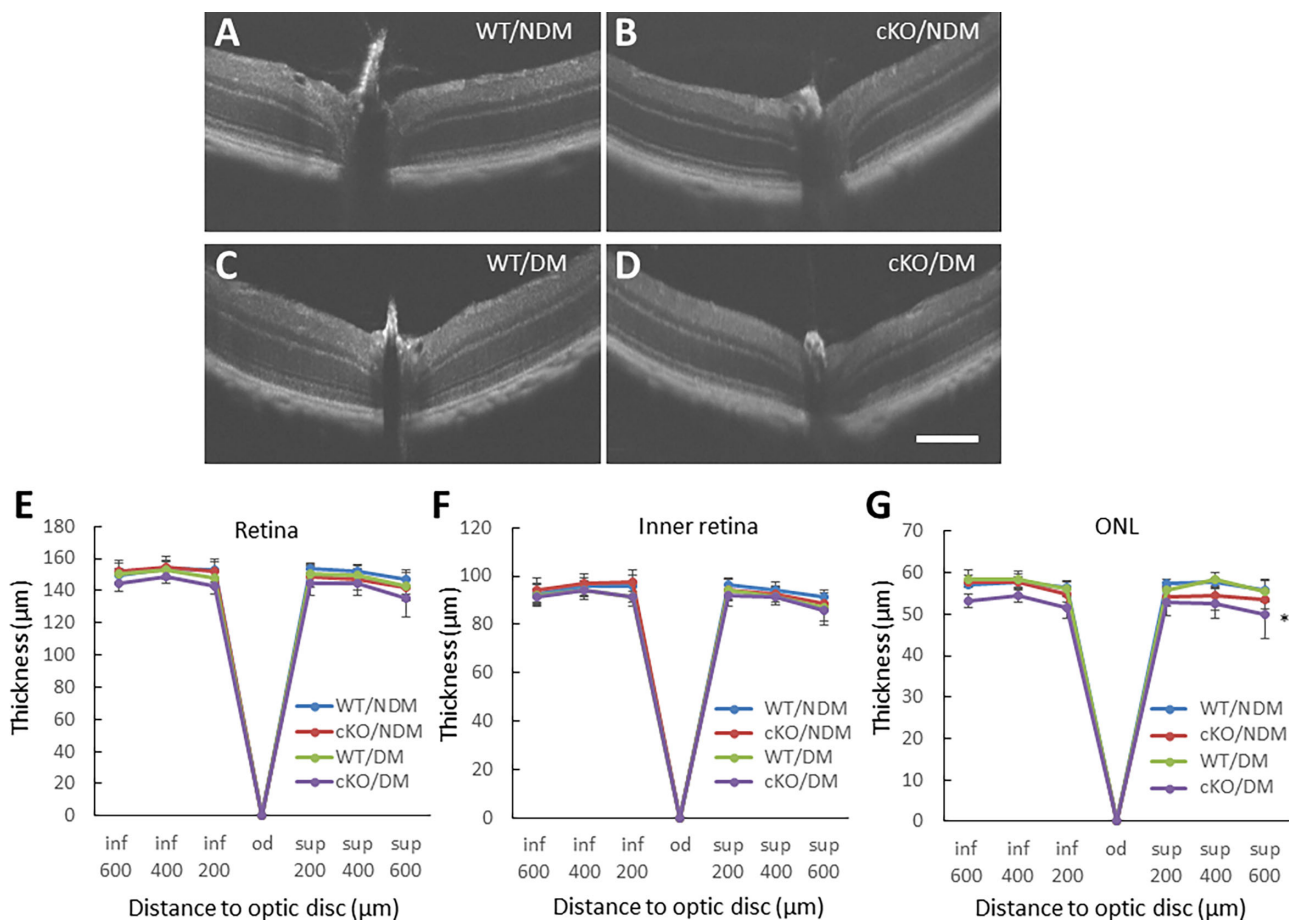 A
WT/NDM
B
cKO/NDM
C
WT/DM
D
cKO/DM
E
Retina
180
160
140
120
100
80
60
40
20
0
Thickness (µm)
WT/NDM
cKO/NDM
WT/DM
cKO/DM
inf inf inf od sup sup sup
600 400 200 200 400 600
Distance to optic disc (µm)
F
Inner retina
120
100
80
60
40
20
0
Thickness (µm)
WT/NDM
cKO/NDM
WT/DM
cKO/DM
inf inf inf od sup sup sup
600 400 200 200 400 600
Distance to optic disc (µm)
G
ONL
70
60
50
40
30
20
10
0
Thickness (µm)
*
WT/NDM
cKO/NDM
WT/DM
cKO/DM
inf inf inf od sup sup sup
600 400 200 200 400 600
Distance to optic disc (µm)